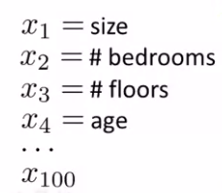 x₁ = size
x₂ = # bedrooms
x₃ = # floors
x₄ = age
...
x₁₀₀